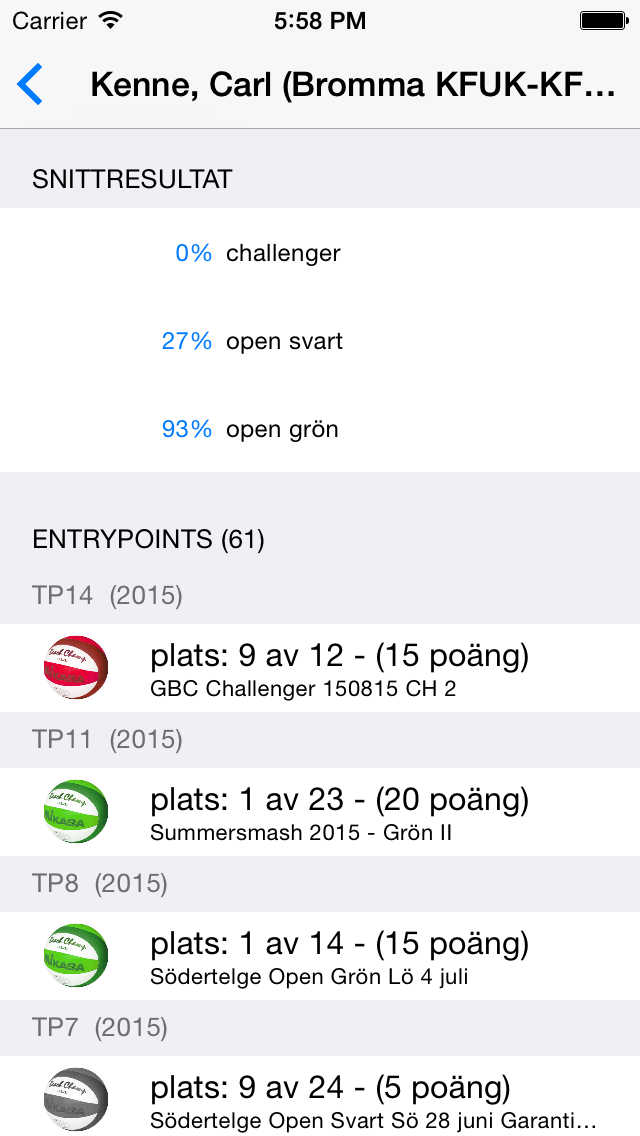 Carrier 5:58 PM
Kenne, Carl (Bromma KFUK-KF...
SNITTRESULTAT
0% challenger
27% open svart
93% open grön
ENTRYPOINTS (61)
TP14 (2015)
plats: 9 av 12 - (15 poäng)
GBC Challenger 150815 CH 2
TP11 (2015)
plats: 1 av 23 - (20 poäng)
Summersmash 2015 - Grön II
MIKASA
TP8 (2015)
plats: 1 av 14 - (15 poäng)
Södertelge Open Grön Lö 4 juli
MIKASA
TP7 (2015)
plats: 9 av 24 - (5 poäng)
Södertelge Open Svart Sö 28 juni Garanti...